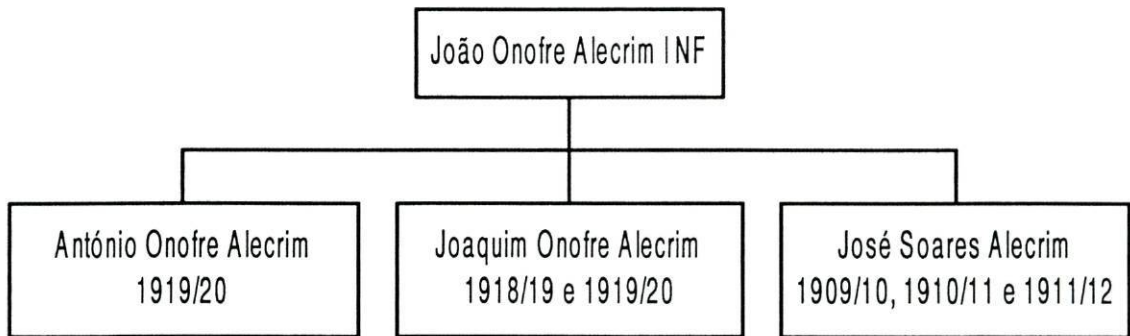 João Onofre Alecrim INF
António Onofre Alecrim
1919/20
Joaquim Onofre Alecrim
1918/19 e 1919/20
José Soares Alecrim
1909/10, 1910/11 e 1911/12